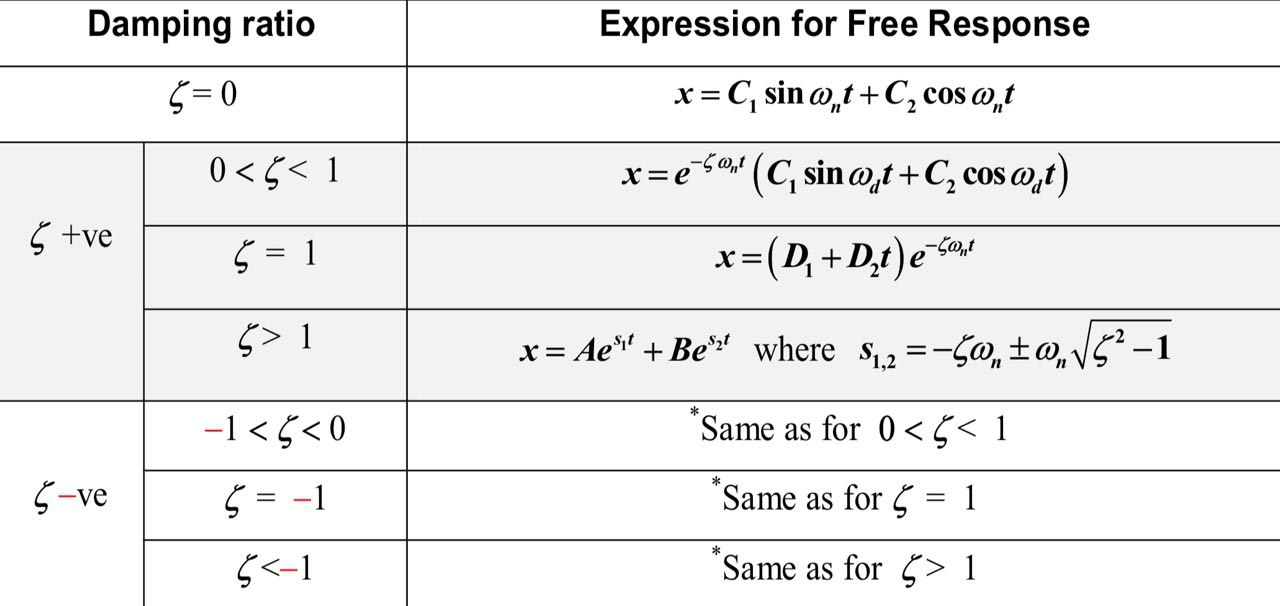 Damping ratio Expression for Free Response
ζ = 0 x = C₁ sin ωₙt + C₂ cos ωₙt
0 < ζ < 1 x = e^{−ζωₙt} (C₁ sin ω_d t + C₂ cos ω_d t)
ζ +ve
ζ = 1 x = (D₁ + D₂t) e^{−ζωₙt}
ζ > 1 x = Ae^{s₁t} + Be^{s₂t} where s₁,₂ = −ζωₙ ± ωₙ√(ζ² − 1)
−1 < ζ < 0 *Same as for 0 < ζ < 1
ζ −ve ζ = −1 *Same as for ζ = 1
ζ < −1 *Same as for ζ > 1